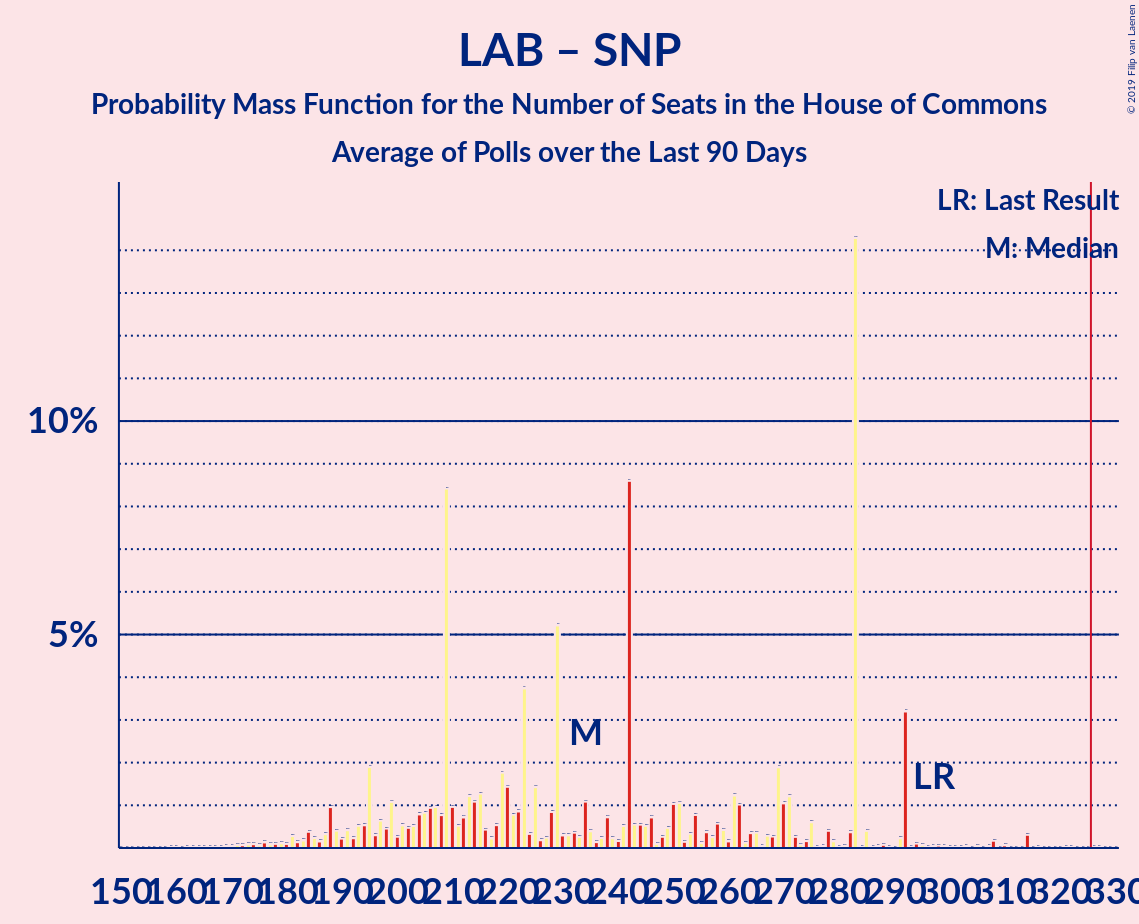 LAB – SNP
Probability Mass Function for the Number of Seats in the House of Commons
Average of Polls over the Last 90 Days
© 2019 Filip van Laenen
LR: Last Result
M: Median
10%
5%
M
LR
150 160 170 180 190 200 210 220 230 240 250 260 270 280 290 300 310 320 330